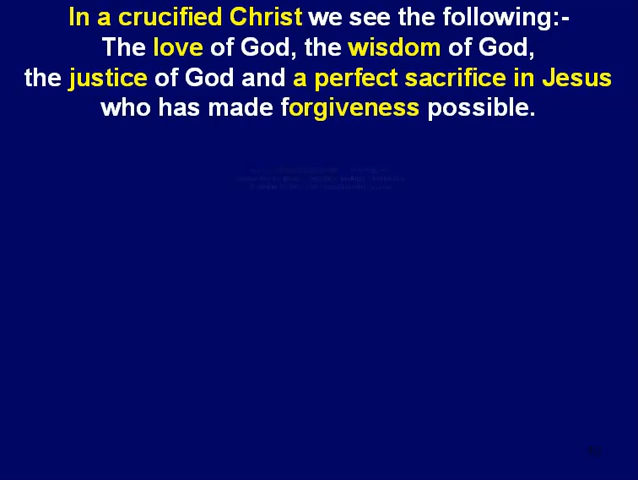 In a crucified Christ we see the following:-
The love of God, the wisdom of God,
the justice of God and a perfect sacrifice in Jesus
who has made forgiveness possible.